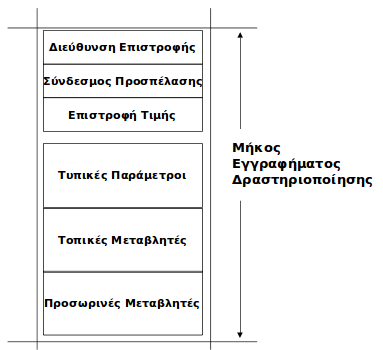 Διεύθυνση Επιστροφής
Σύνδεσμος Προσπέλασης
Επιστροφή Τιμής
Τυπικές Παράμετροι
Τοπικές Μεταβλητές
Προσωρινές Μεταβλητές
Μήκος
Εγγραφήματος
Δραστηριοποίησης